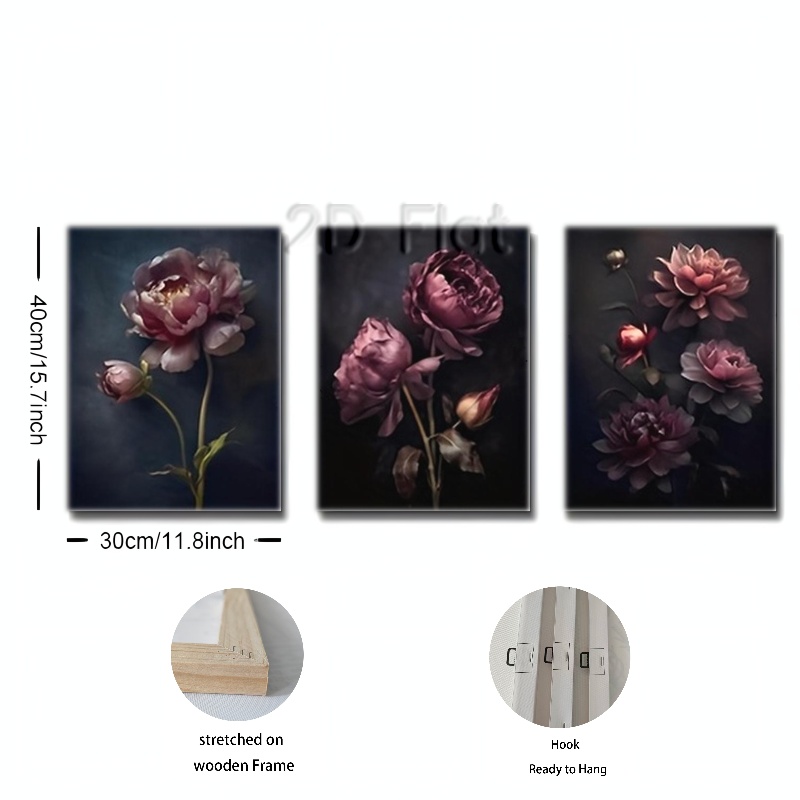 2D Flat
40cm/15.7inch
30cm/11.8inch
stretched on
wooden Frame
Hook
Ready to Hang